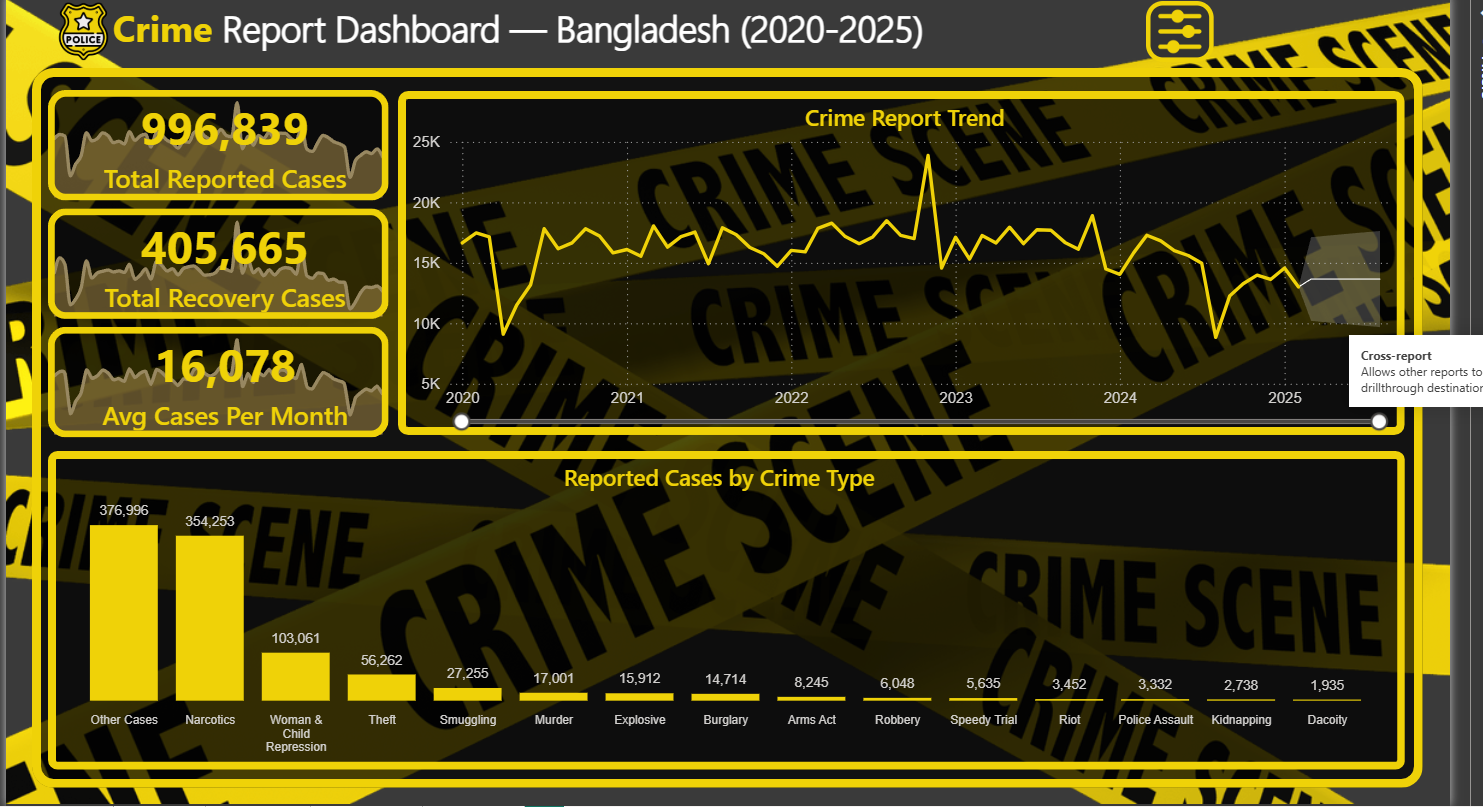 POLICE
Crime Report Dashboard — Bangladesh (2020-2025)
CRIME SCENE
996,839
Total Reported Cases
405,665
Total Recovery Cases
16,078
Avg Cases Per Month
Crime Report Trend
25K
20K
15K
10K
5K
2020 2021 2022 2023 2024 2025
CRIME SCENE
CRIME SCENE
CRIME
Cross-report
Allows other reports to
drillthrough destination
Reported Cases by Crime Type
376,996
354,253
103,061
56,262
27,255
17,001
15,912
14,714
8,245
6,048
5,635
3,452
3,332
2,738
1,935
Other Cases
Narcotics
Woman &
Child
Repression
Theft
Smuggling
Murder
Explosive
Burglary
Arms Act
Robbery
Speedy Trial
Riot
Police Assault
Kidnapping
Dacoity
CRIME SCENE
CRIME SCENE
CRIME SCENE
CRIME SCENE